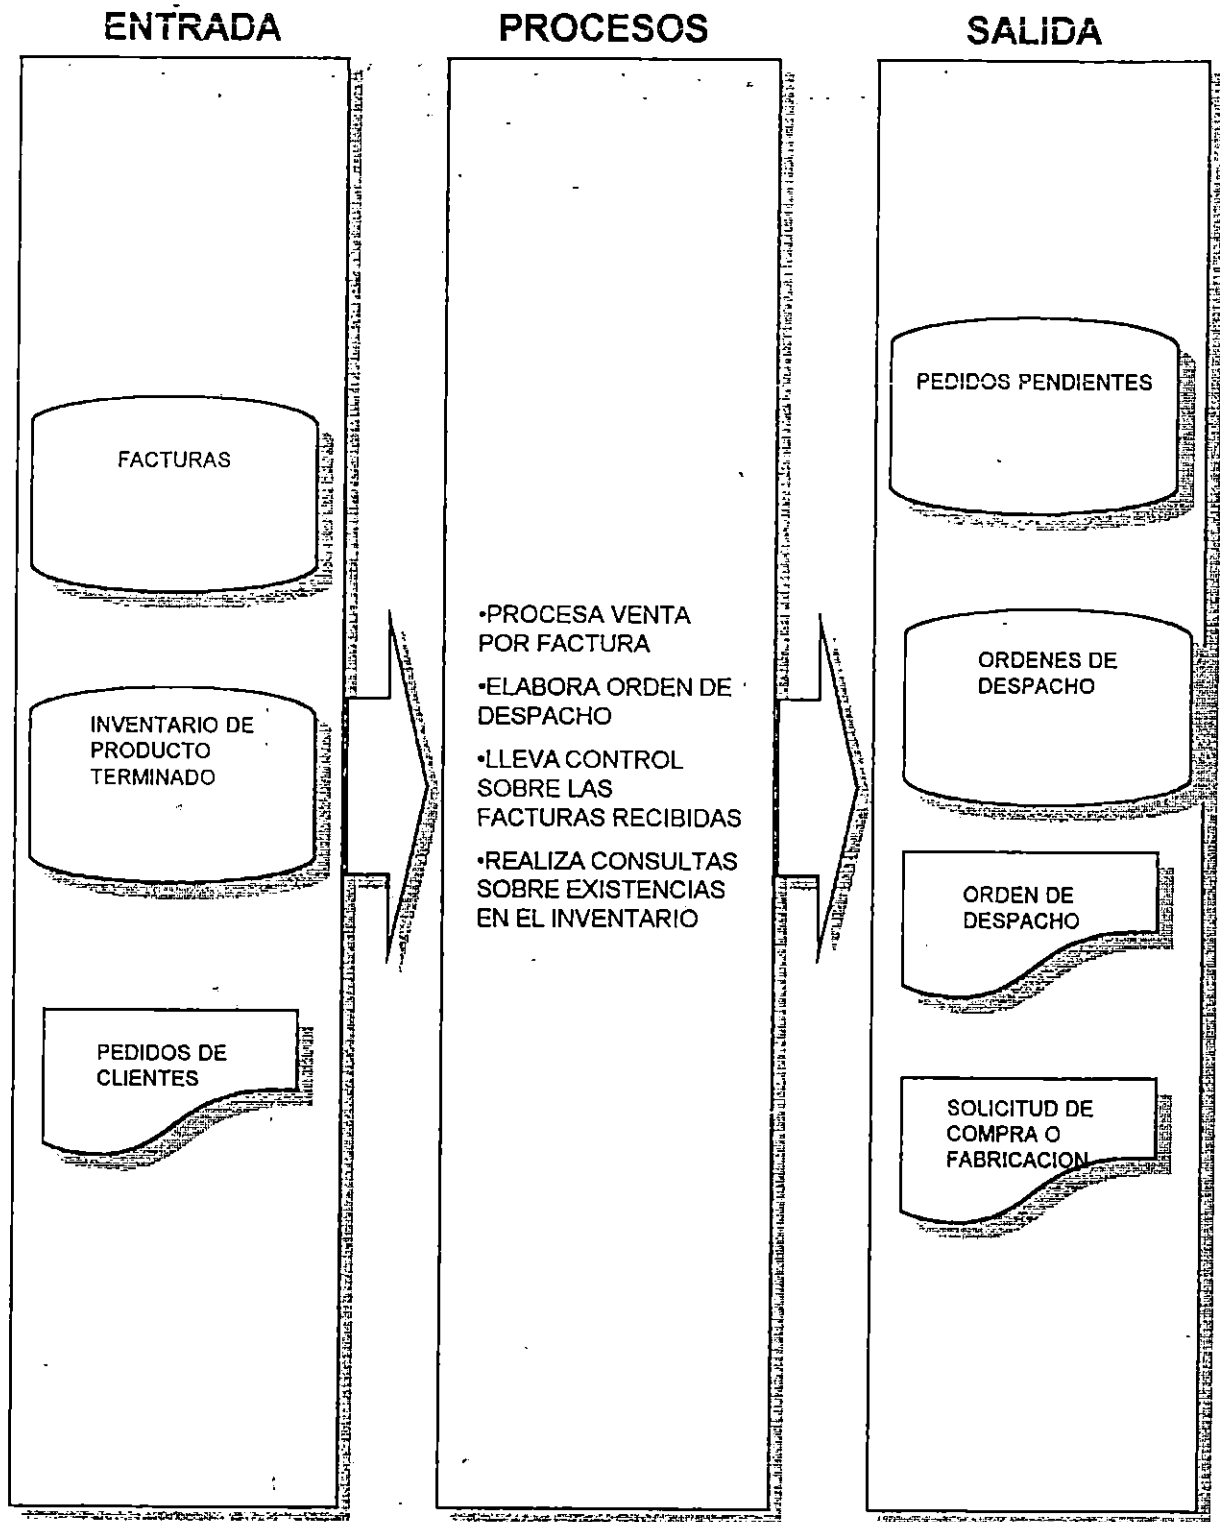 ENTRADA
PROCESOS
SALIDA
FACTURAS
INVENTARIO DE
PRODUCTO
TERMINADO
PEDIDOS DE
CLIENTES
•PROCESA VENTA
POR FACTURA
•ELABORA ORDEN DE
DESPACHO
•LLEVA CONTROL
SOBRE LAS
FACTURAS RECIBIDAS
•REALIZA CONSULTAS
SOBRE EXISTENCIAS
EN EL INVENTARIO
PEDIDOS PENDIENTES
ORDENES DE
DESPACHO
ORDEN DE
DESPACHO
SOLICITUD DE
COMPRA O
FABRICACION